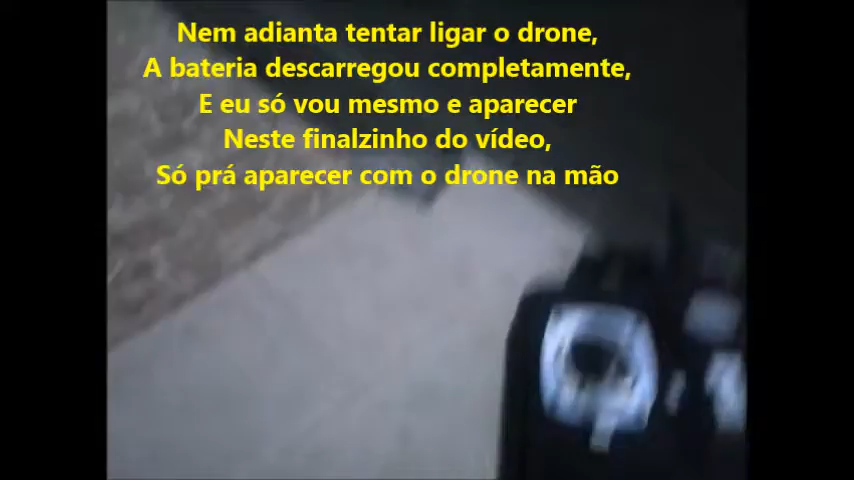 Nem adianta tentar ligar o drone,
A bateria descarregou completamente,
E eu só vou mesmo e aparecer
Neste finalzinho do vídeo,
Só prá aparecer com o drone na mão